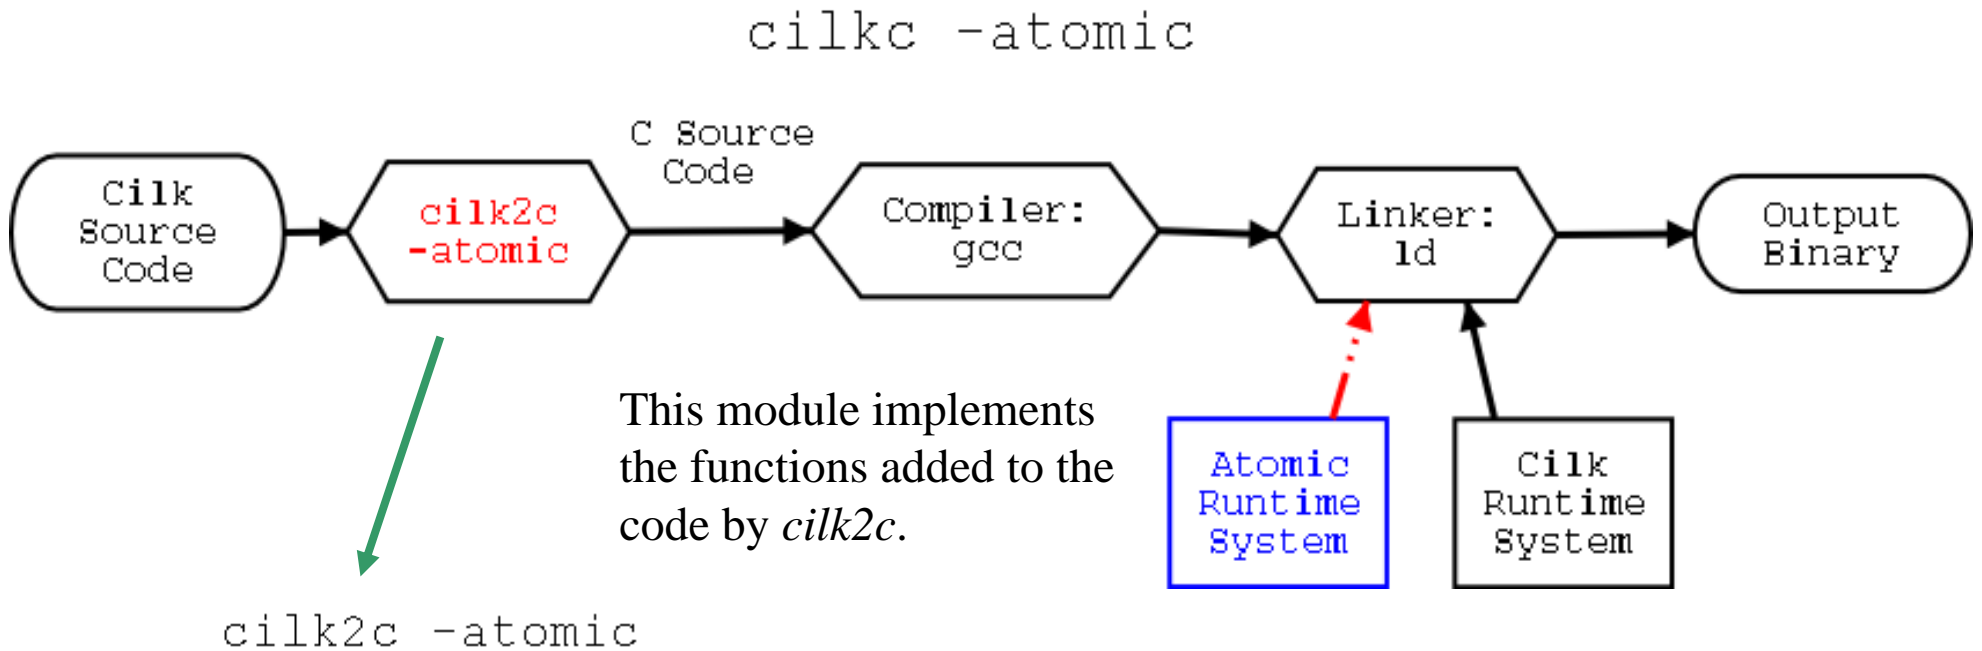 cilkc -atomic
C Source
Code
Cilk
Source
Code
cilk2c
-atomic
Compiler:
gcc
Linker:
ld
Output
Binary
This module implements
the functions added to the
code by cilk2c.
Atomic
Runtime
System
Cilk
Runtime
System
cilk2c -atomic